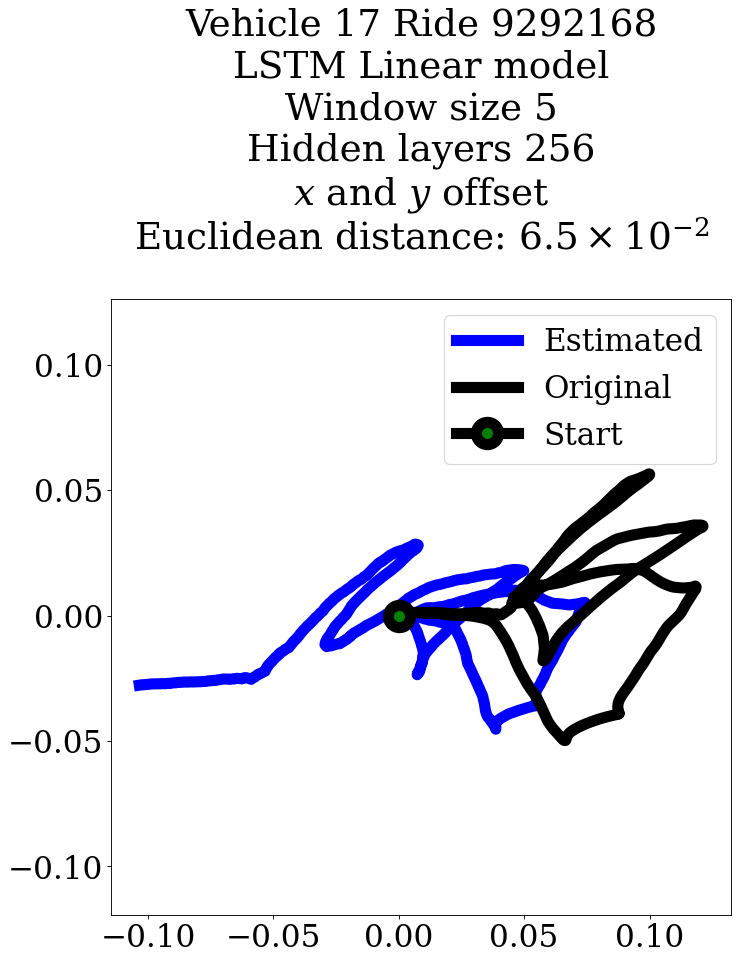 Vehicle 17 Ride 9292168
LSTM Linear model
Window size 5
Hidden layers 256
x and y offset
Euclidean distance: 6.5 × 10⁻²
Estimated
Original
Start
0.10
0.05
0.00
−0.05
−0.10
−0.10 −0.05 0.00 0.05 0.10